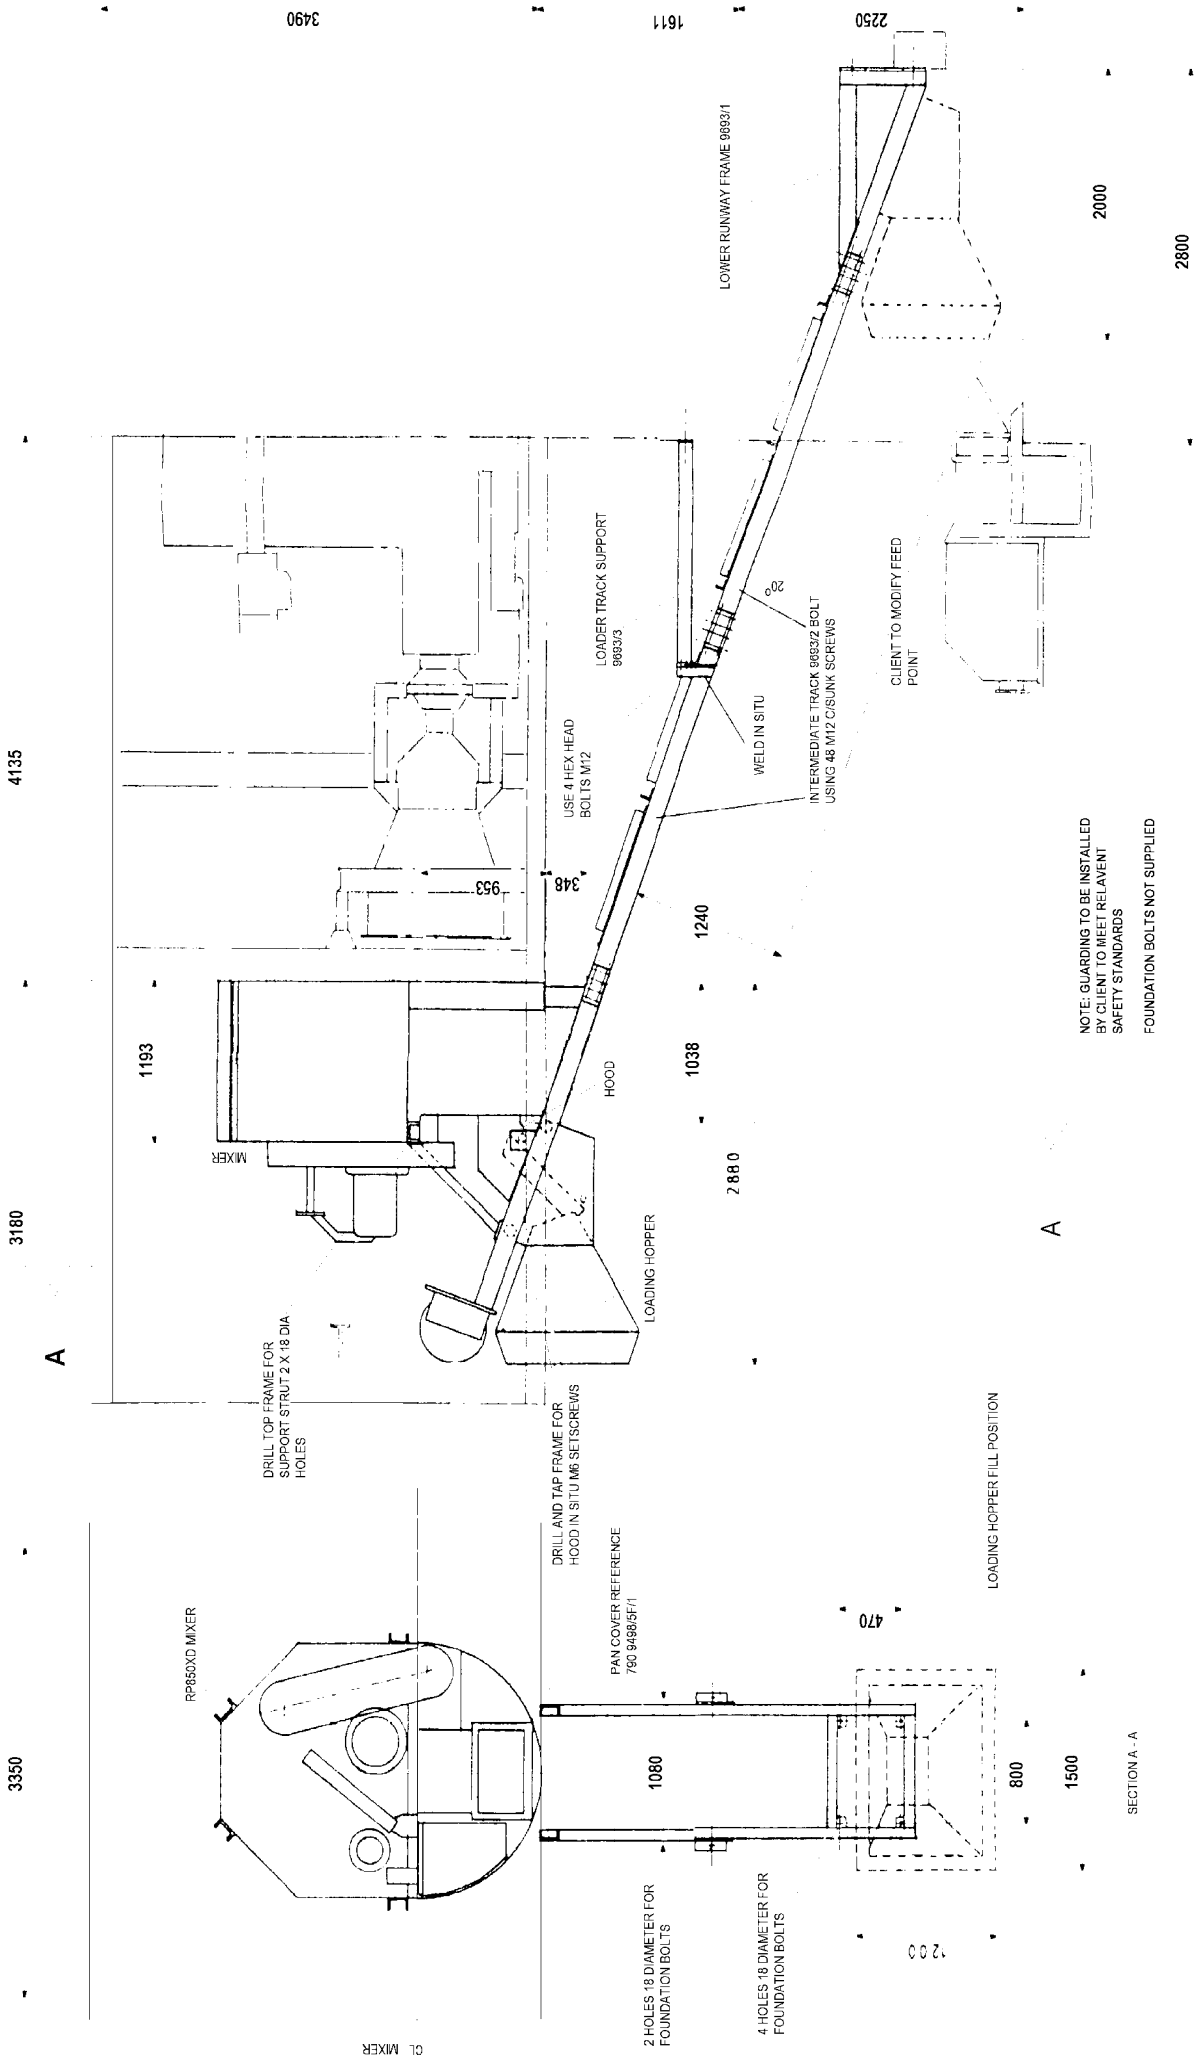 3490
1611
2250
4135
3180
3350
2000
2800
LOWER RUNWAY FRAME 9693/1
LOADER TRACK SUPPORT
9693/3
USE 4 HEX HEAD
BOLTS M12
953
348
20°
CLIENT TO MODIFY FEED
POINT
WELD IN SITU
INTERMEDIATE TRACK 9693/2 BOLT
USING 48 M12 C/SUNK SCREWS
1240
1193
1038
2880
HOOD
MIXER
LOADING HOPPER
NOTE: GUARDING TO BE INSTALLED
BY CLIENT TO MEET RELAVENT
SAFETY STANDARDS
FOUNDATION BOLTS NOT SUPPLIED
A
A
DRILL TOP FRAME FOR
SUPPORT STRUT 2 X 18 DIA
HOLES
DRILL AND TAP FRAME FOR
HOOD IN SITU M6 SETSCREWS
RP850XD MIXER
PAN COVER REFERENCE
790 9498/5F/1
LOADING HOPPER FILL POSITION
470
1080
800
1500
1200
SECTION A - A
2 HOLES 18 DIAMETER FOR
FOUNDATION BOLTS
4 HOLES 18 DIAMETER FOR
FOUNDATION BOLTS
CL MIXER